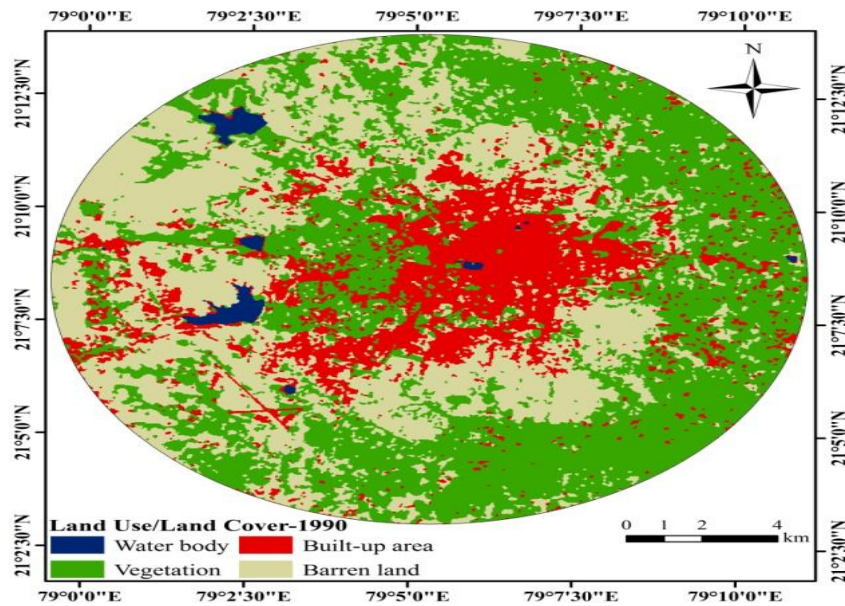 79°0'0"E 79°2'30"E 79°5'0"E 79°7'30"E 79°10'0"E
N
21°12'30"N 21°12'30"N
21°10'0"N 21°10'0"N
21°7'30"N 21°7'30"N
21°5'0"N 21°5'0"N
21°2'30"N 21°2'30"N
Land Use/Land Cover-1990
Water body Built-up area
Vegetation Barren land
0 1 2 4
km
79°0'0"E 79°2'30"E 79°5'0"E 79°7'30"E 79°10'0"E